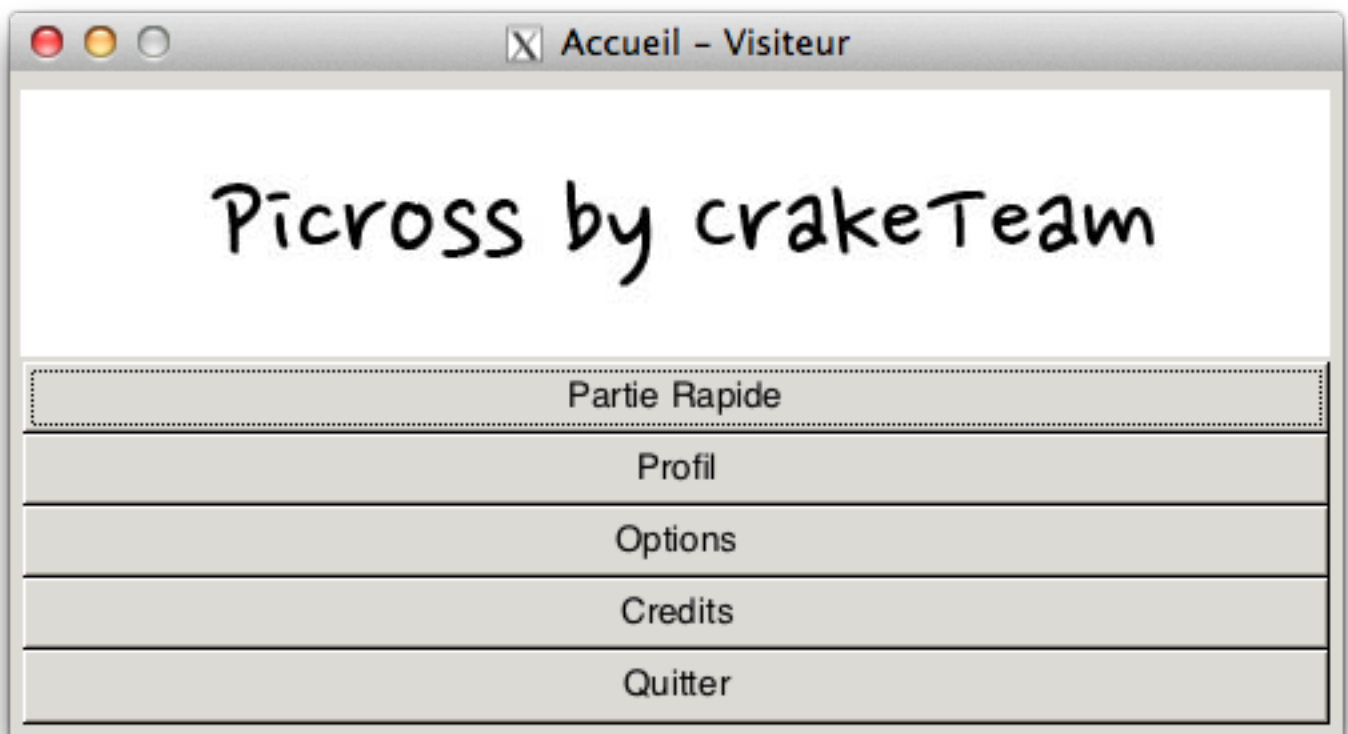 Accueil – Visiteur
Picross by crakeTeam
Partie Rapide
Profil
Options
Credits
Quitter